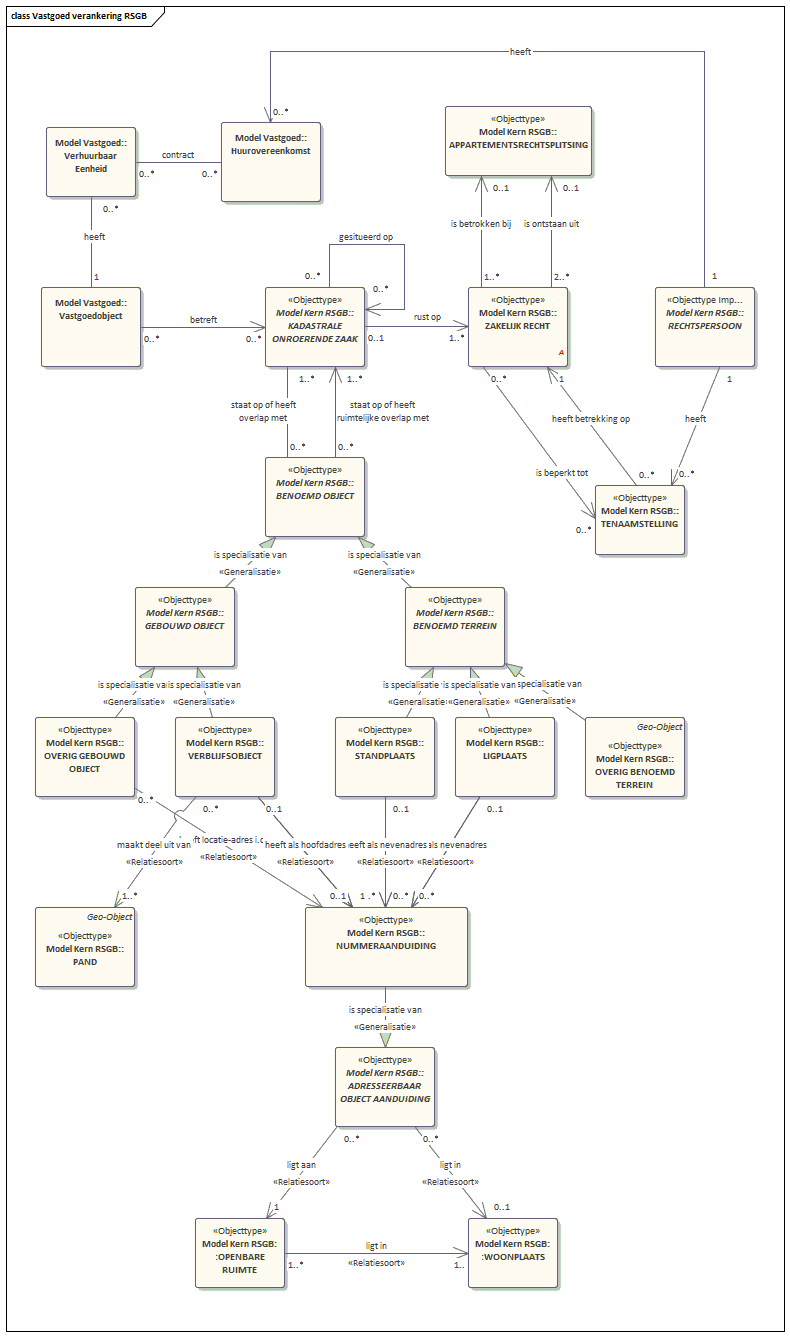 class Vastgoed verankering RSGB
heeft
0..*
Model Vastgoed::
Verhuurbaar
Eenheid
contract
0..*
0..*
Model Vastgoed::
Huurovereenkomst
«Objecttype»
Model Kern RSGB::
APPARTEMENTSRECHTSPLITSING
0..1
0..1
0..*
heeft
1
is betrokken bij
is ontstaan uit
1..*
2..*
1
gesitueerd op
0..*
0..*
Model Vastgoed::
Vastgoedobject
betreft
0..*
0..*
«Objecttype»
Model Kern RSGB::
KADASTRALE
ONROERENDE ZAAK
rust op
0..1
1..*
«Objecttype»
Model Kern RSGB::
ZAKELIJK RECHT
A
«Objecttype Imp...
Model Kern RSGB::
RECHTSPERSOON
1..*
1..*
staat op of heeft
overlap met
staat op of heeft
ruimtelijke overlap met
0..*
0..*
0..*
1
1
heeft betrekking op
heeft
is beperkt tot
0..*
0..*
0..*
«Objecttype»
Model Kern RSGB::
TENAAMSTELLING
«Objecttype»
Model Kern RSGB::
BENOEMD OBJECT
is specialisatie van
«Generalisatie»
is specialisatie van
«Generalisatie»
«Objecttype»
Model Kern RSGB::
GEBOUWD OBJECT
«Objecttype»
Model Kern RSGB::
BENOEMD TERREIN
is specialisatie va
is specialisatie van
«Generalisatie»
«Generalisatie»
is specialisatie
is specialisatie van
specialisatie van
«Generalisatie
«Generalisatie»
«Generalisatie»
«Objecttype»
Model Kern RSGB::
OVERIG GEBOUWD
OBJECT
«Objecttype»
Model Kern RSGB::
VERBLIJFSOBJECT
«Objecttype»
Model Kern RSGB::
STANDPLAATS
«Objecttype»
Model Kern RSGB::
LIGPLAATS
Geo-Object
«Objecttype»
Model Kern RSGB::
OVERIG BENOEMD
TERREIN
0..*
0..*
0..1
0..1
0..1
maakt deel uit van
ft locatie-adres i.c
heeft als hoofdadres
eeft als nevenadres
als nevenadres
«Relatiesoort»
«Relatiesoort»
«Relatiesoort»
«Relatiesoort»
«Relatiesoort»
1..*
0..1
1 .*
0..*
0..*
Geo-Object
«Objecttype»
Model Kern RSGB::
PAND
«Objecttype»
Model Kern RSGB::
NUMMERAANDUIDING
is specialisatie van
«Generalisatie»
«Objecttype»
Model Kern RSGB::
ADRESSEERBAAR
OBJECT AANDUIDING
0..*
0..*
ligt aan
«Relatiesoort»
ligt in
«Relatiesoort»
1
0..1
«Objecttype»
Model Kern RSGB:
:OPENBARE
RUIMTE
ligt in
«Relatiesoort»
1..*
1..
«Objecttype»
Model Kern RSGB:
:WOONPLAATS